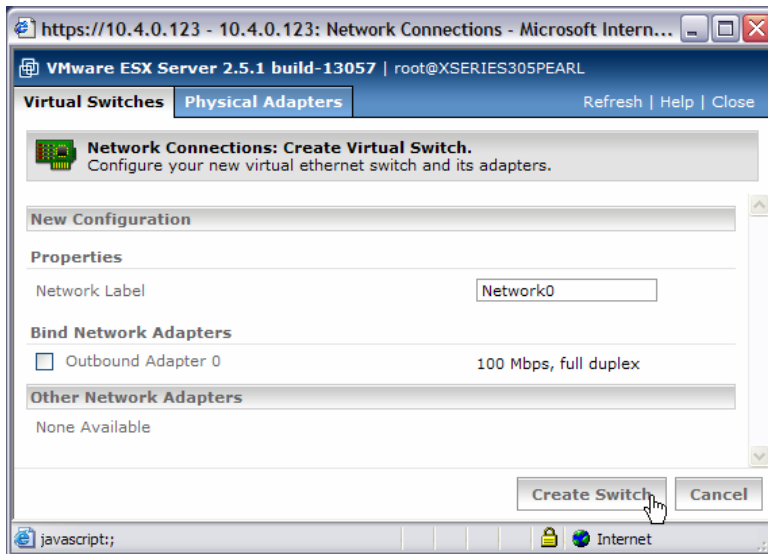 https://10.4.0.123 - 10.4.0.123: Network Connections - Microsoft Intern...
VMware ESX Server 2.5.1 build-13057 | root@XSERIES305PEARL
Virtual Switches Physical Adapters Refresh | Help | Close
Network Connections: Create Virtual Switch.
Configure your new virtual ethernet switch and its adapters.
New Configuration
Properties
Network Label Network0
Bind Network Adapters
Outbound Adapter 0 100 Mbps, full duplex
Other Network Adapters
None Available
Create Switch Cancel
javascript:; Internet